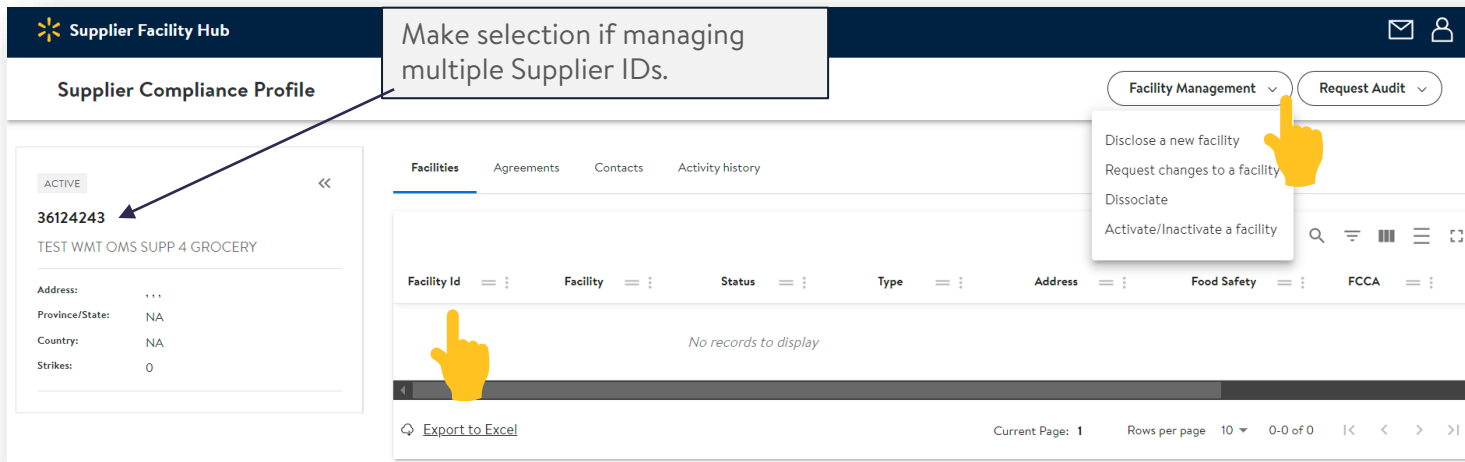 Supplier Facility Hub
Make selection if managing
multiple Supplier IDs.
Supplier Compliance Profile
Facility Management
Request Audit
Disclose a new facility
Request changes to a facility
Dissociate
Activate/Inactivate a facility
ACTIVE
36124243
TEST WMT OMS SUPP 4 GROCERY
Address: , , ,
Province/State: NA
Country: NA
Strikes: 0
Facilities Agreements Contacts Activity history
Facility Id Facility Status Type Address Food Safety FCCA
No records to display
Export to Excel
Current Page: 1 Rows per page 10 0-0 of 0